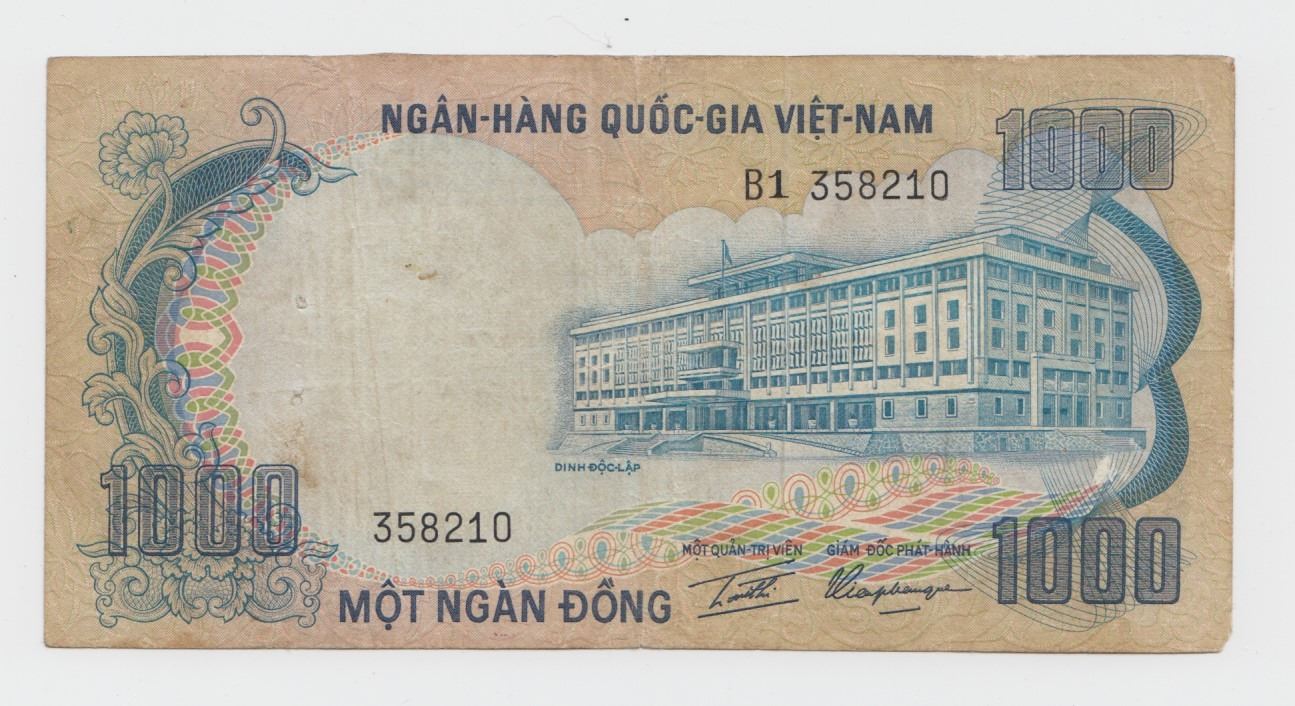 NGÂN-HÀNG QUỐC-GIA VIỆT-NAM
1000
B1 358210
DINH ĐỘC-LẬP
1000
358210
MỘT QUẢN-TRỊ VIÊN GIÁM ĐỐC PHÁT-HÀNH
1000
MỘT NGÀN ĐỒNG